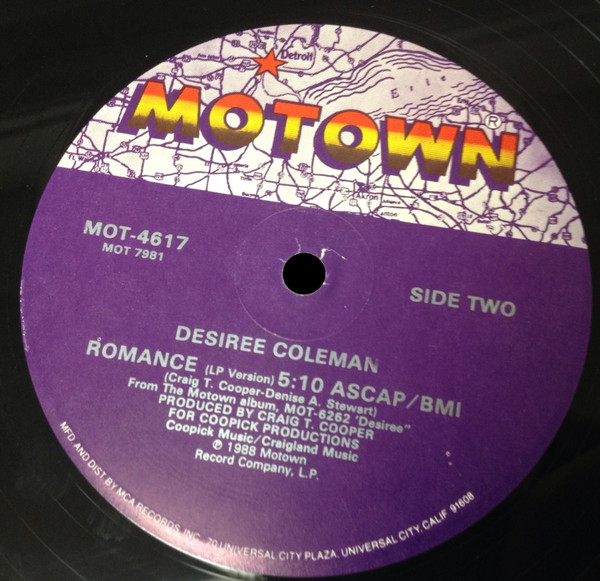 Detroit
Erie
MOTOWN®
Akron
anton
MOT-4617
MOT 7981
SIDE TWO
DESIREE COLEMAN
ROMANCE (LP Version) 5:10 ASCAP/BMI
(Craig T. Cooper-Denise A. Stewart)
From The Motown album, MOT-6262 'Desiree"
PRODUCED BY CRAIG T. COOPER
FOR COOPICK PRODUCTIONS
Coopick Music/Craigland Music
℗ 1988 Motown
Record Company, L.P.
MFD AND DIST BY MCA RECORDS, INC. 70 UNIVERSAL CITY PLAZA, UNIVERSAL CITY, CALIF 91608